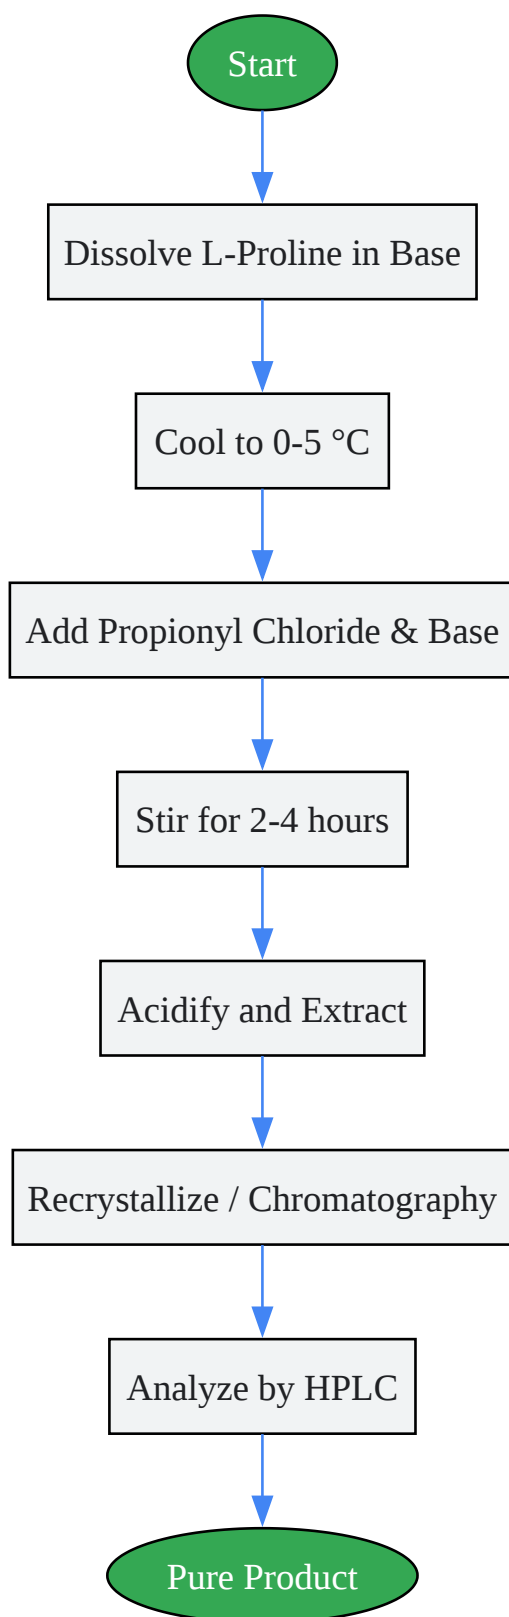 Start
Dissolve L-Proline in Base
Cool to 0-5 °C
Add Propionyl Chloride & Base
Stir for 2-4 hours
Acidify and Extract
Recrystallize / Chromatography
Analyze by HPLC
Pure Product